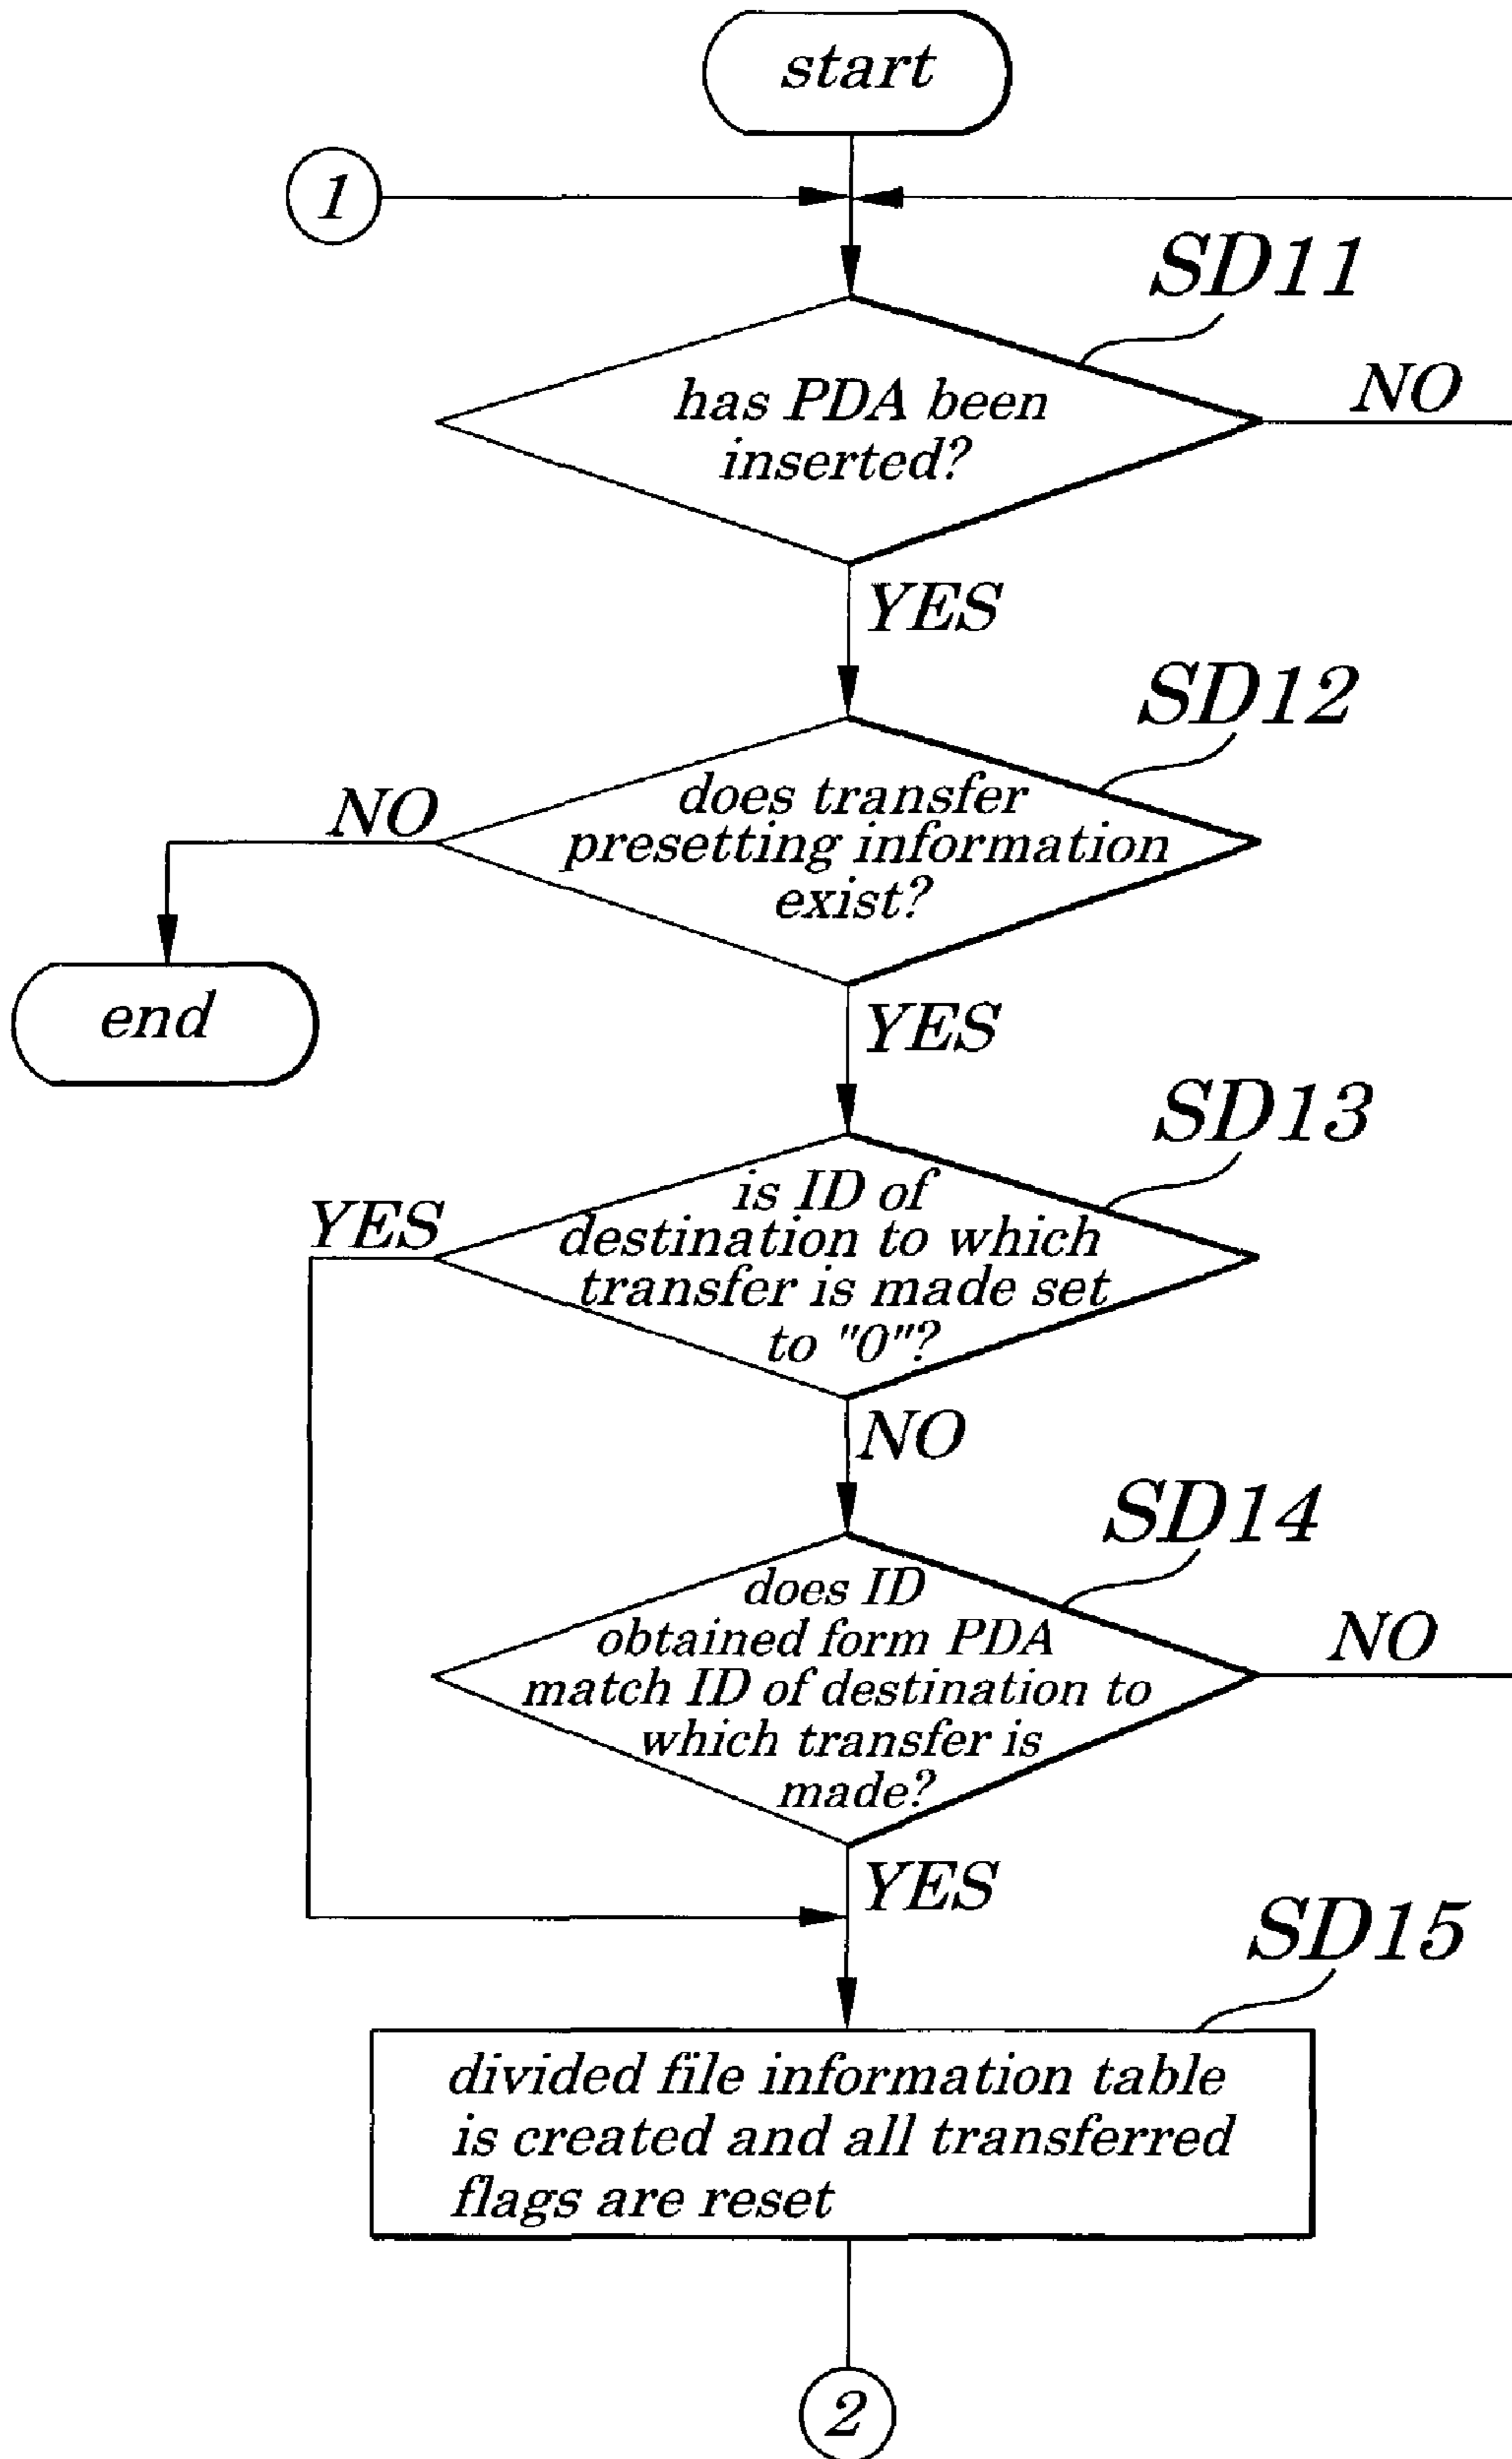 start
1
SD11
has PDA been
inserted?
NO
YES
SD12
does transfer
presetting information
exist?
NO
end
YES
SD13
is ID of
destination to which
transfer is made set
to "0"?
YES
NO
SD14
does ID
obtained form PDA
match ID of destination to
which transfer is
made?
NO
YES
SD15
divided file information table
is created and all transferred
flags are reset
2